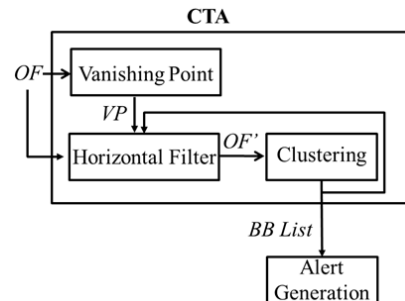 CTA
OF
Vanishing Point
VP
Horizontal Filter
OF'
Clustering
BB List
Alert
Generation